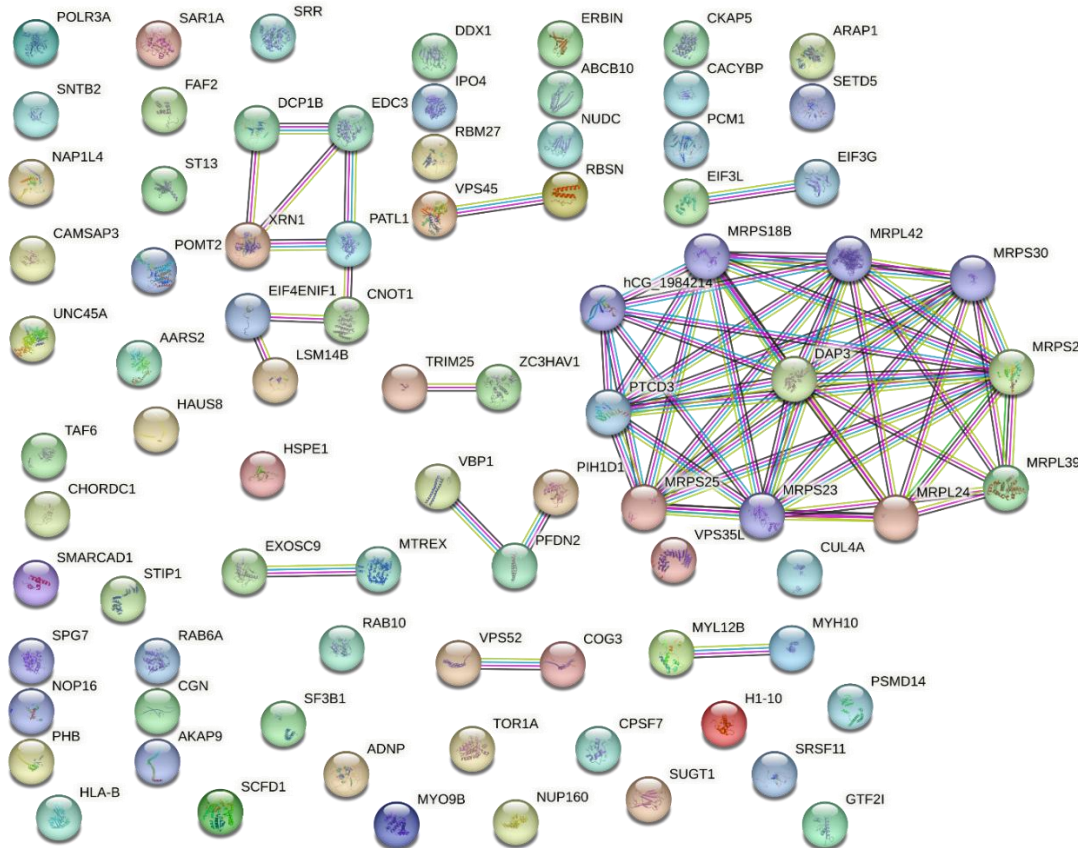 POLR3A
SAR1A
SRR
DDX1
ERBIN
CKAP5
ARAP1
SNTB2
FAF2
DCP1B
EDC3
IPO4
ABCB10
CACYBP
SETD5
NAP1L4
ST13
RBM27
NUDC
PCM1
CAMSAP3
POMT2
XRN1
PATL1
VPS45
RBSN
EIF3L
EIF3G
UNC45A
AARS2
EIF4ENIF1
CNOT1
MRPS18B
MRPL42
MRPS30
hCG_1984214
HAUS8
LSM14B
TRIM25
ZC3HAV1
DAP3
MRPS2
PTCD3
TAF6
HSPE1
VBP1
PIH1D1
MRPS25
MRPS23
MRPL24
MRPL39
CHORDC1
EXOSC9
MTREX
PFDN2
VPS35L
CUL4A
SMARCAD1
STIP1
SPG7
RAB6A
RAB10
VPS52
COG3
MYL12B
MYH10
NOP16
CGN
SF3B1
TOR1A
CPSF7
H1-10
PSMD14
PHB
AKAP9
ADNP
SUGT1
SRSF11
HLA-B
SCFD1
MYO9B
NUP160
GTF2I